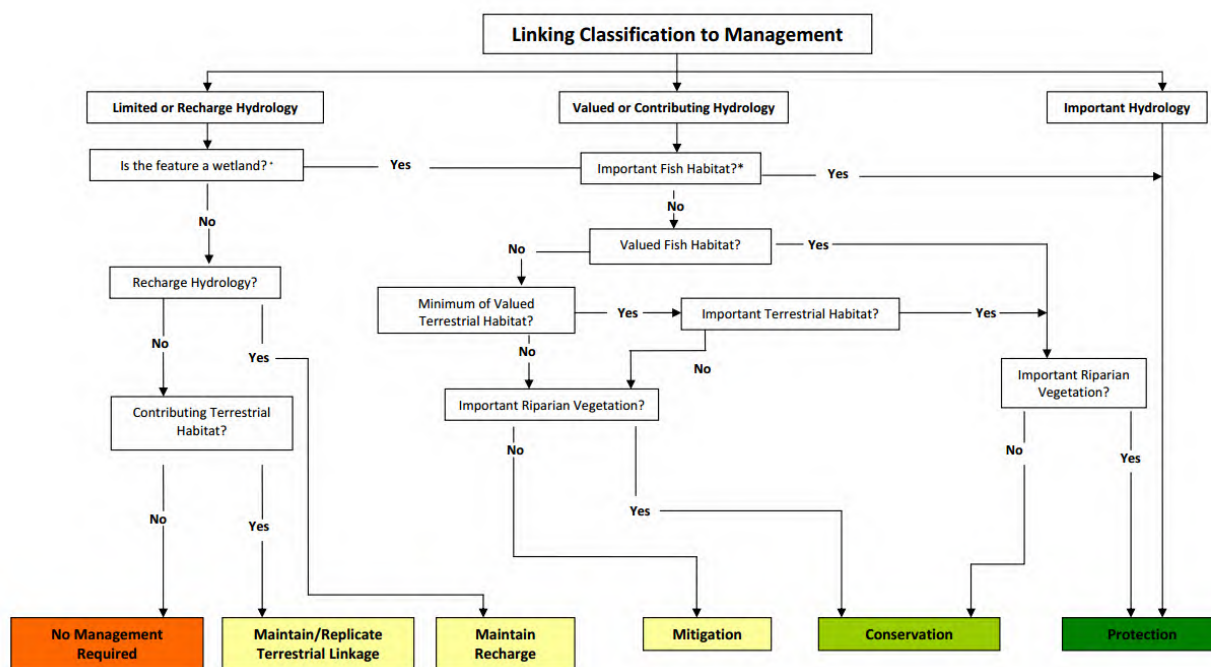 Linking Classification to Management
Limited or Recharge Hydrology
Valued or Contributing Hydrology
Important Hydrology
Is the feature a wetland? +
Yes
Important Fish Habitat?*
Yes
No
No
Valued Fish Habitat?
No
Yes
Recharge Hydrology?
Minimum of Valued
Terrestrial Habitat?
Yes
Important Terrestrial Habitat?
Yes
No
Yes
No
No
Important Riparian
Vegetation?
Contributing Terrestrial
Habitat?
Important Riparian Vegetation?
No
No
Yes
No
Yes
Yes
No
Yes
No Management
Required
Maintain/Replicate
Terrestrial Linkage
Maintain
Recharge
Mitigation
Conservation
Protection